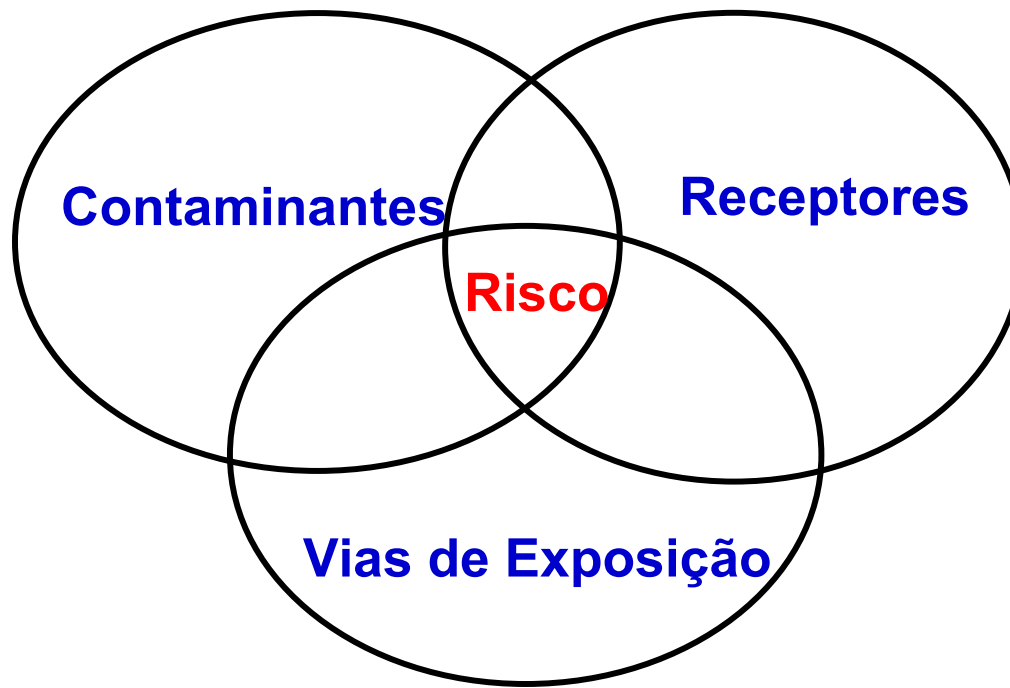 Contaminantes
Receptores
Risco
Vias de Exposição